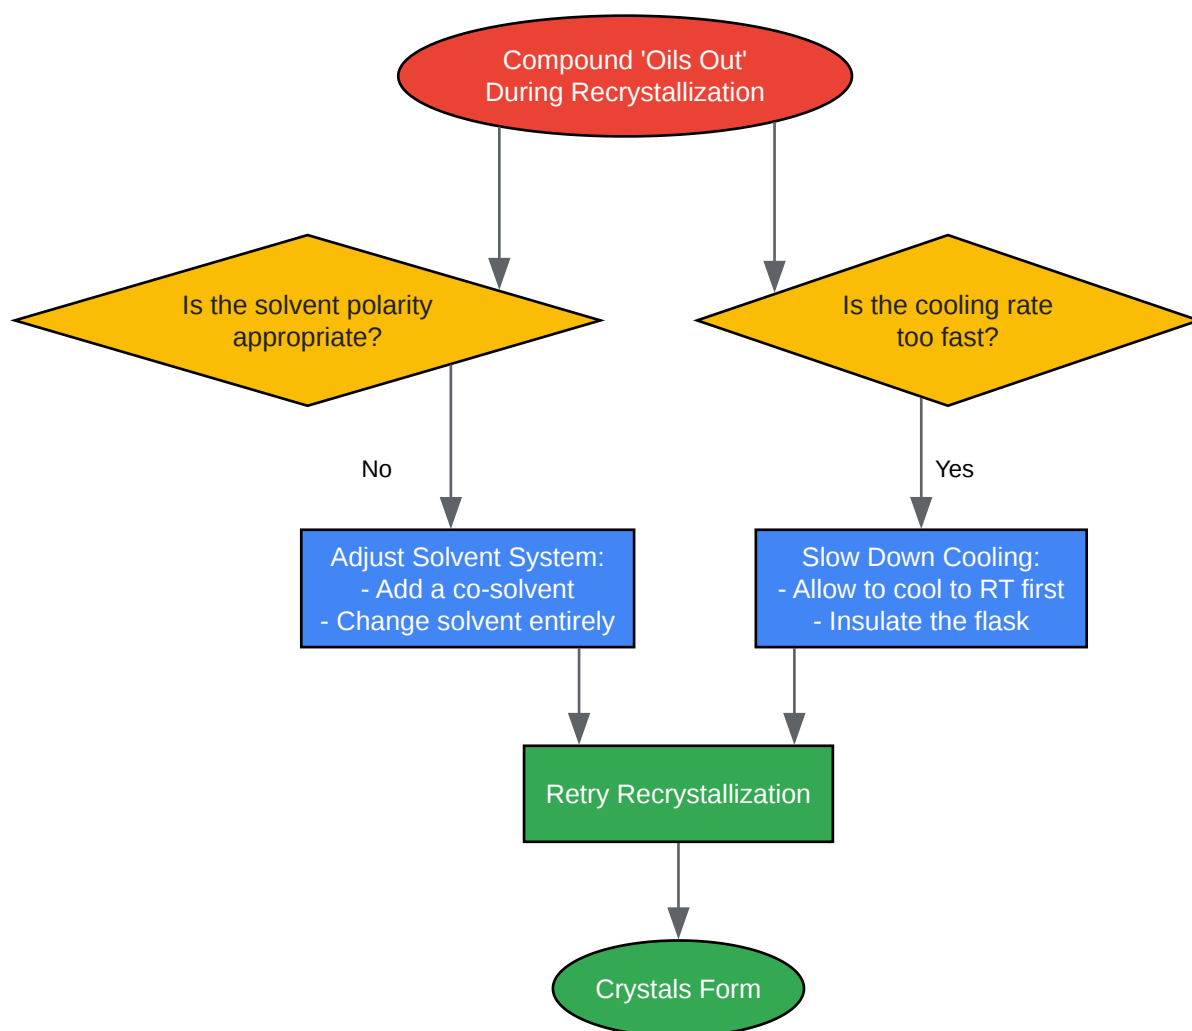 Compound 'Oils Out'
During Recrystallization
Is the solvent polarity
appropriate?
Is the cooling rate
too fast?
No
Yes
Adjust Solvent System:
- Add a co-solvent
- Change solvent entirely
Slow Down Cooling:
- Allow to cool to RT first
- Insulate the flask
Retry Recrystallization
Crystals Form